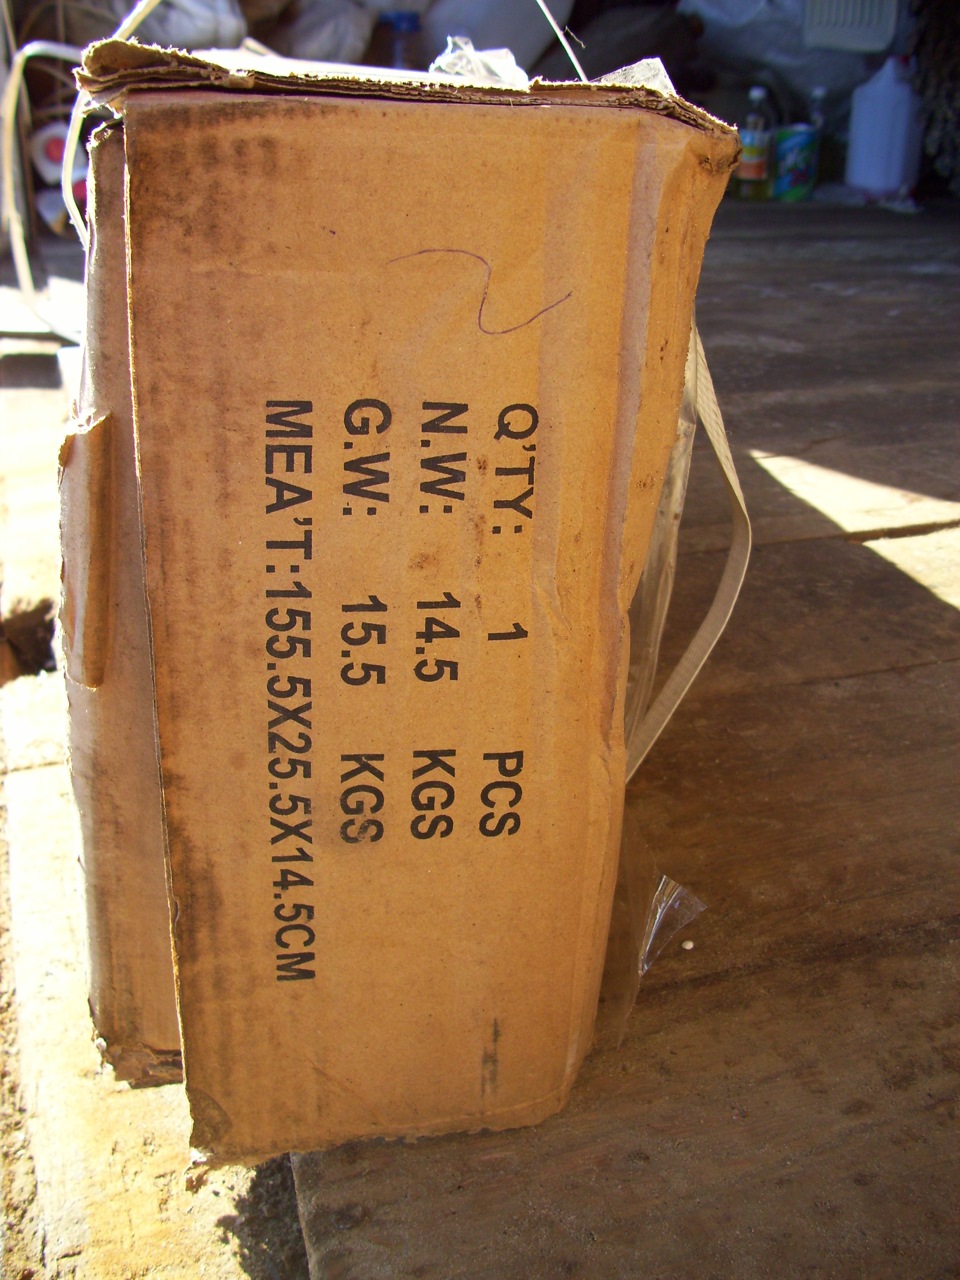 Q'TY: 1 PCS
N.W: 14.5 KGS
G.W: 15.5 KGS
MEA'T:155.5X25.5X14.5CM